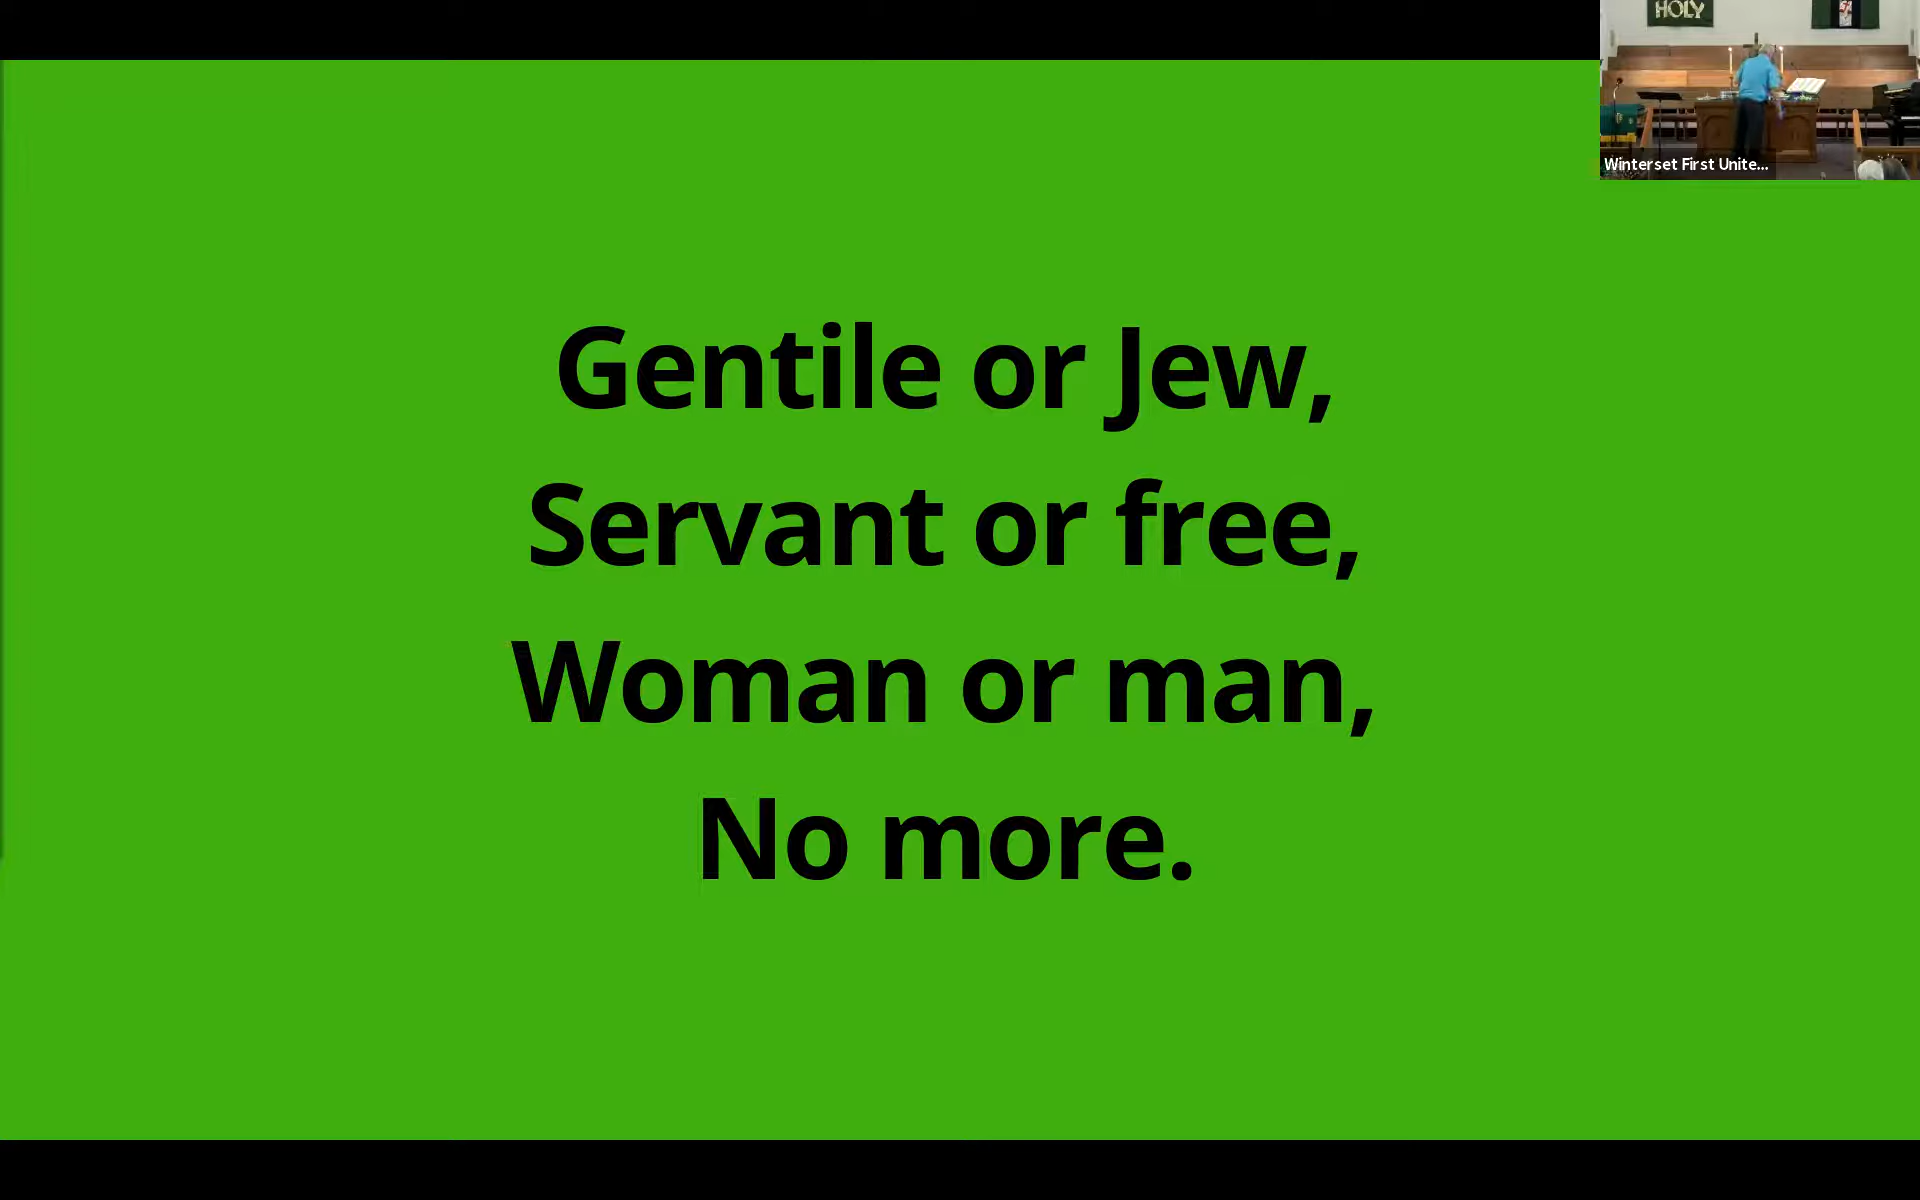 HOLY
Winterset First Unite...
Gentile or Jew,
Servant or free,
Woman or man,
No more.